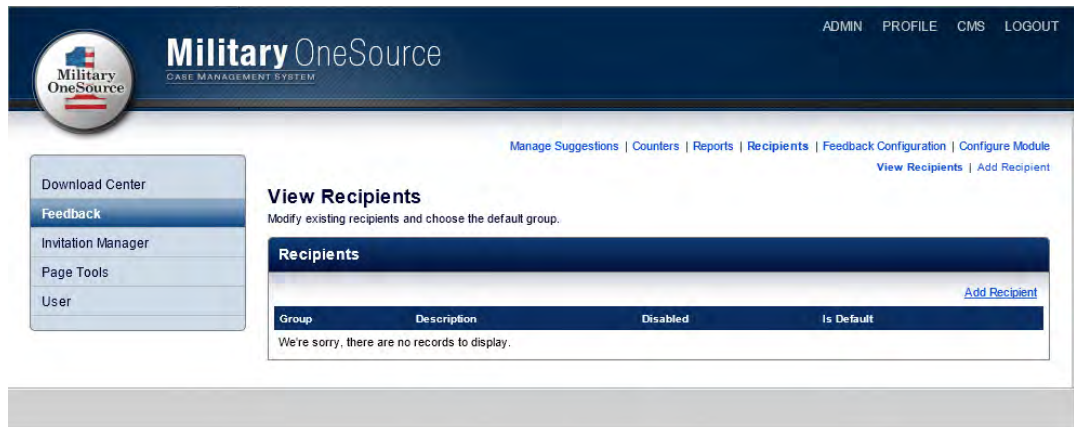 ADMIN PROFILE CMS LOGOUT
Military OneSource
CASE MANAGEMENT SYSTEM
Military
OneSource
Manage Suggestions | Counters | Reports | Recipients | Feedback Configuration | Configure Module
View Recipients | Add Recipient
Download Center
Feedback
Invitation Manager
Page Tools
User
View Recipients
Modify existing recipients and choose the default group.
Recipients
Add Recipient
Group Description Disabled Is Default
We're sorry, there are no records to display.